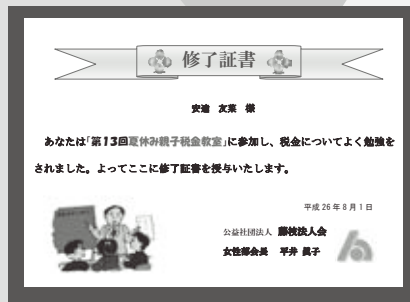 修了証書
安達 友菜 様
あなたは「第13回夏休み親子税金教室」に参加し、税金についてよく勉強を
されました。よってここに修了証書を授与いたします。
平成26年8月1日
公益社団法人 藤枝法人会
女性部会長 平井 眞子